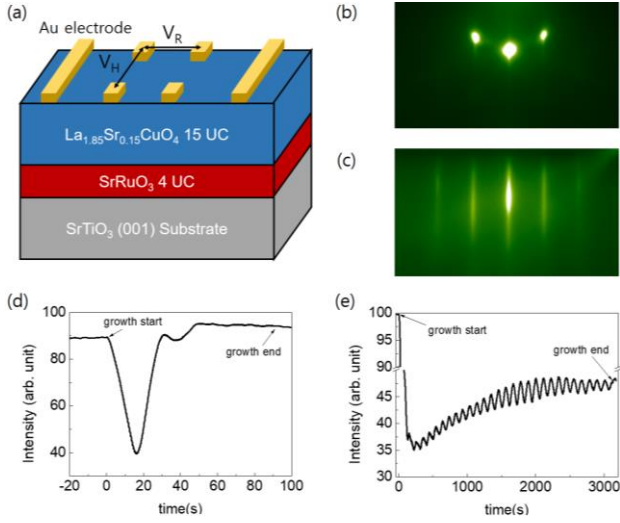 (a)
Au electrode
V_R
V_H
La₁.₈₅Sr₀.₁₅CuO₄ 15 UC
SrRuO₃ 4 UC
SrTiO₃ (001) Substrate
(b)
(c)
(d)
100
80
60
40
Intensity (arb. unit)
growth start
growth end
-20 0 20 40 60 80 100
time(s)
(e)
100
95
90
45
40
35
30
Intensity (arb. unit)
growth start
growth end
0 1000 2000 3000
time(s)